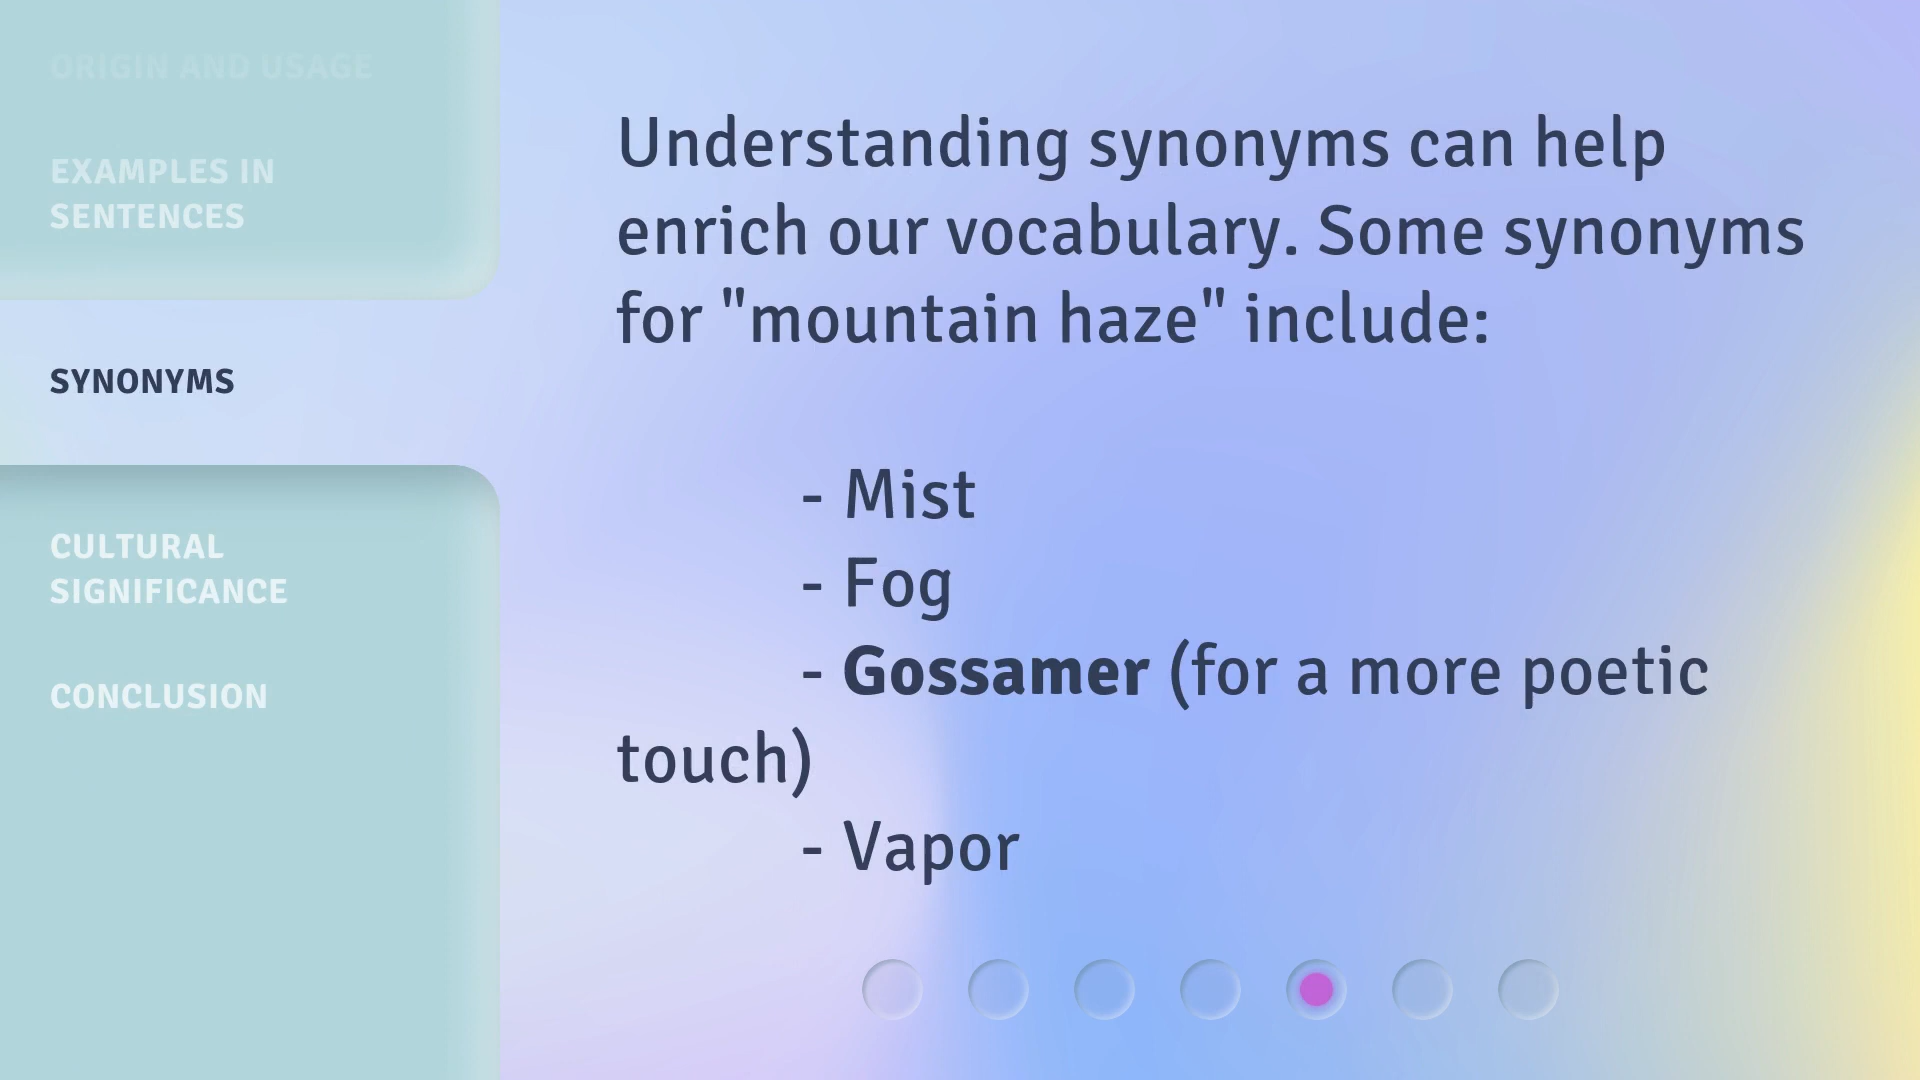 ORIGIN AND USAGE
EXAMPLES IN
SENTENCES
SYNONYMS
CULTURAL
SIGNIFICANCE
CONCLUSION
Understanding synonyms can help
enrich our vocabulary. Some synonyms
for "mountain haze" include:
- Mist
- Fog
- Gossamer (for a more poetic
touch)
- Vapor